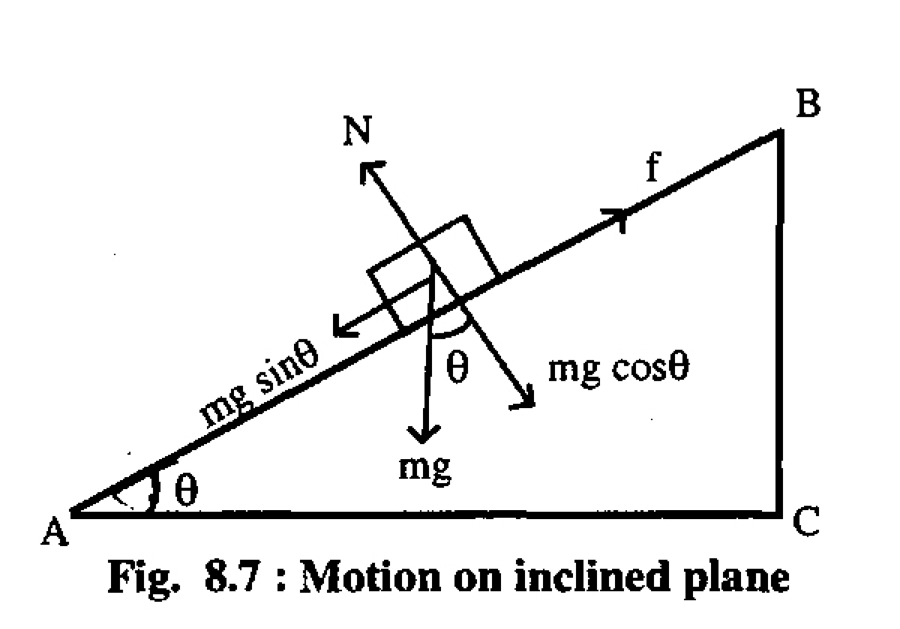 B
N
f
mg sinθ
θ
mg cosθ
mg
θ
A
C
Fig. 8.7 : Motion on inclined plane